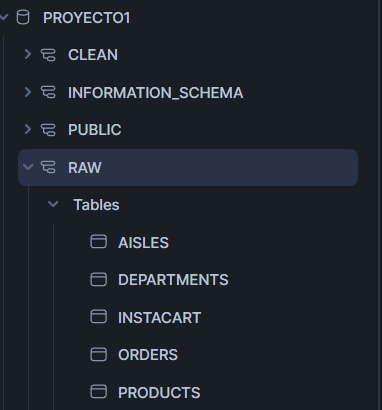 PROYECTO1
CLEAN
INFORMATION_SCHEMA
PUBLIC
RAW
Tables
AISLES
DEPARTMENTS
INSTACART
ORDERS
PRODUCTS